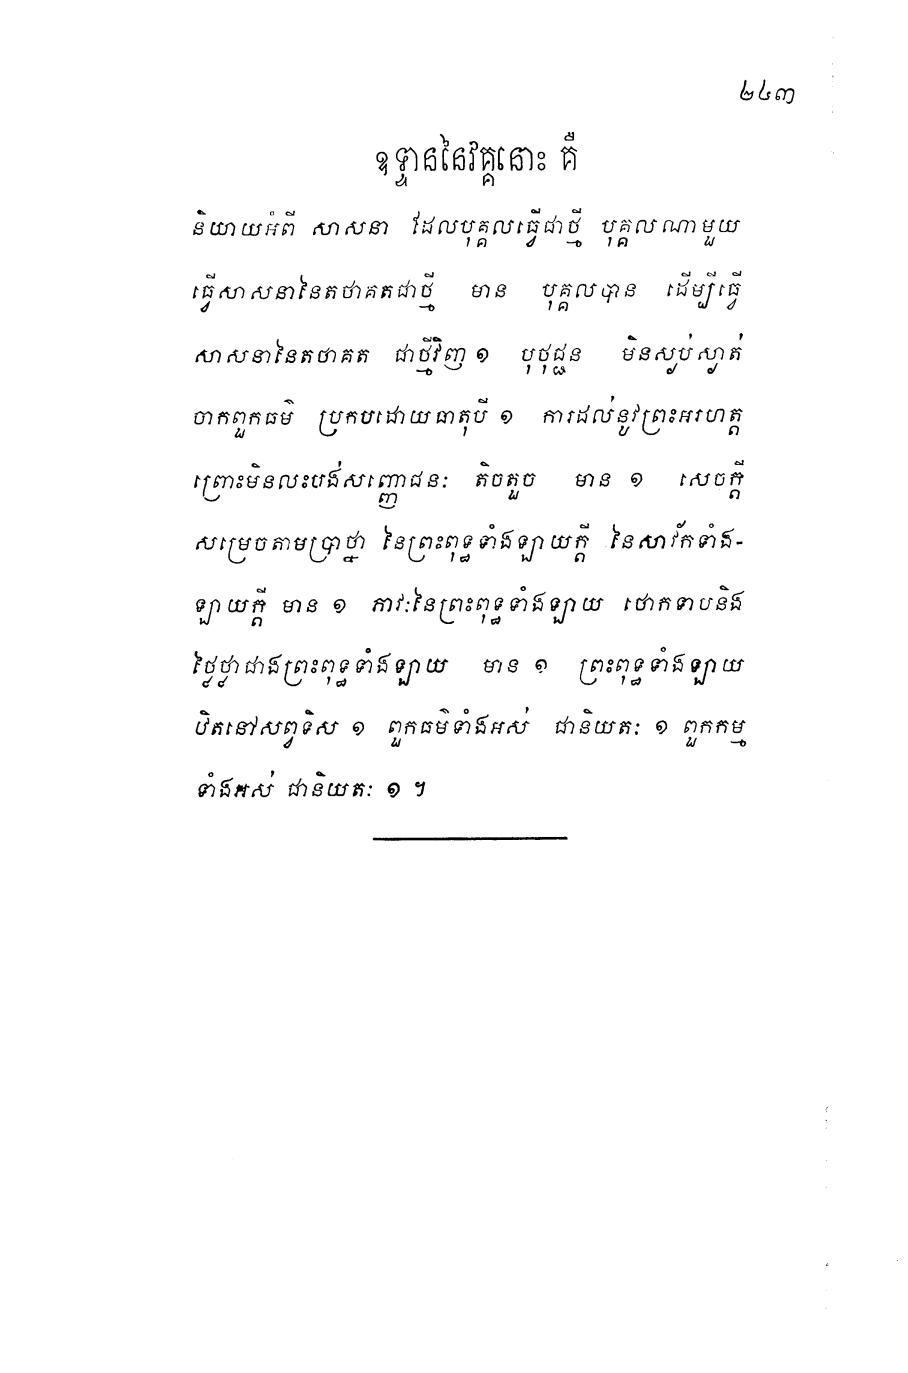 ២៤៣
ឧទ្ទាននៃវគ្គនោះ គឺ
និយាយអំពី សាសនា ដែលបុគ្គលធ្វើជាថ្មី បុគ្គលណាមួយ
ធ្វើសាសនានៃតថាគតជាថ្មី មាន បុគ្គលបាន ដើម្បីធ្វើ
សាសនានៃតថាគត ជាថ្មីវិញ ១ បុថុជ្ជន មិនស្ងប់ស្ងាត់
ចាកពួកធម៌ ប្រកបដោយធាតុបី ១ ការដល់នូវព្រះអរហត្ត
ព្រោះមិនលះបង់សញ្ញោជនៈ តិចតួច មាន ១ សេចក្តី
សម្រេចតាមប្រាថ្នា នៃព្រះពុទ្ធទាំងឡាយក្តី នៃសាវ័កទាំង-
ឡាយក្តី មាន ១ ភាវៈនៃព្រះពុទ្ធទាំងឡាយ ថោកទាបនិង
ថ្លៃថ្លាជាងព្រះពុទ្ធទាំងឡាយ មាន ១ ព្រះពុទ្ធទាំងឡាយ
ឋិតនៅសព្វទិស ១ ពួកធម៌ទាំងអស់ ជានិយតៈ ១ ពួកកម្ម
ទាំងអស់ ជានិយតៈ ១ ។